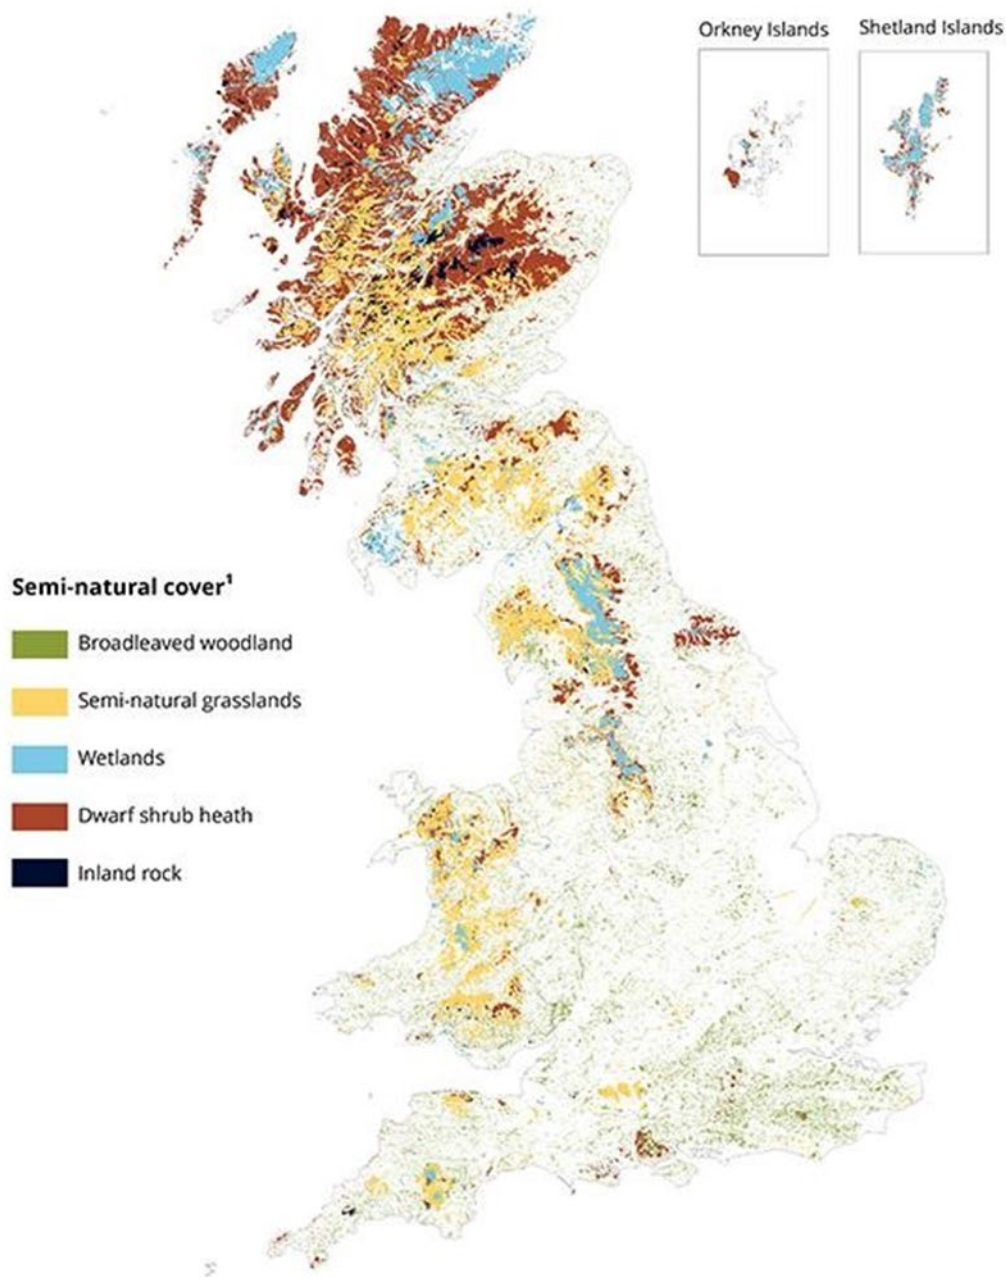 Orkney Islands
Shetland Islands
Semi-natural cover¹
Broadleaved woodland
Semi-natural grasslands
Wetlands
Dwarf shrub heath
Inland rock